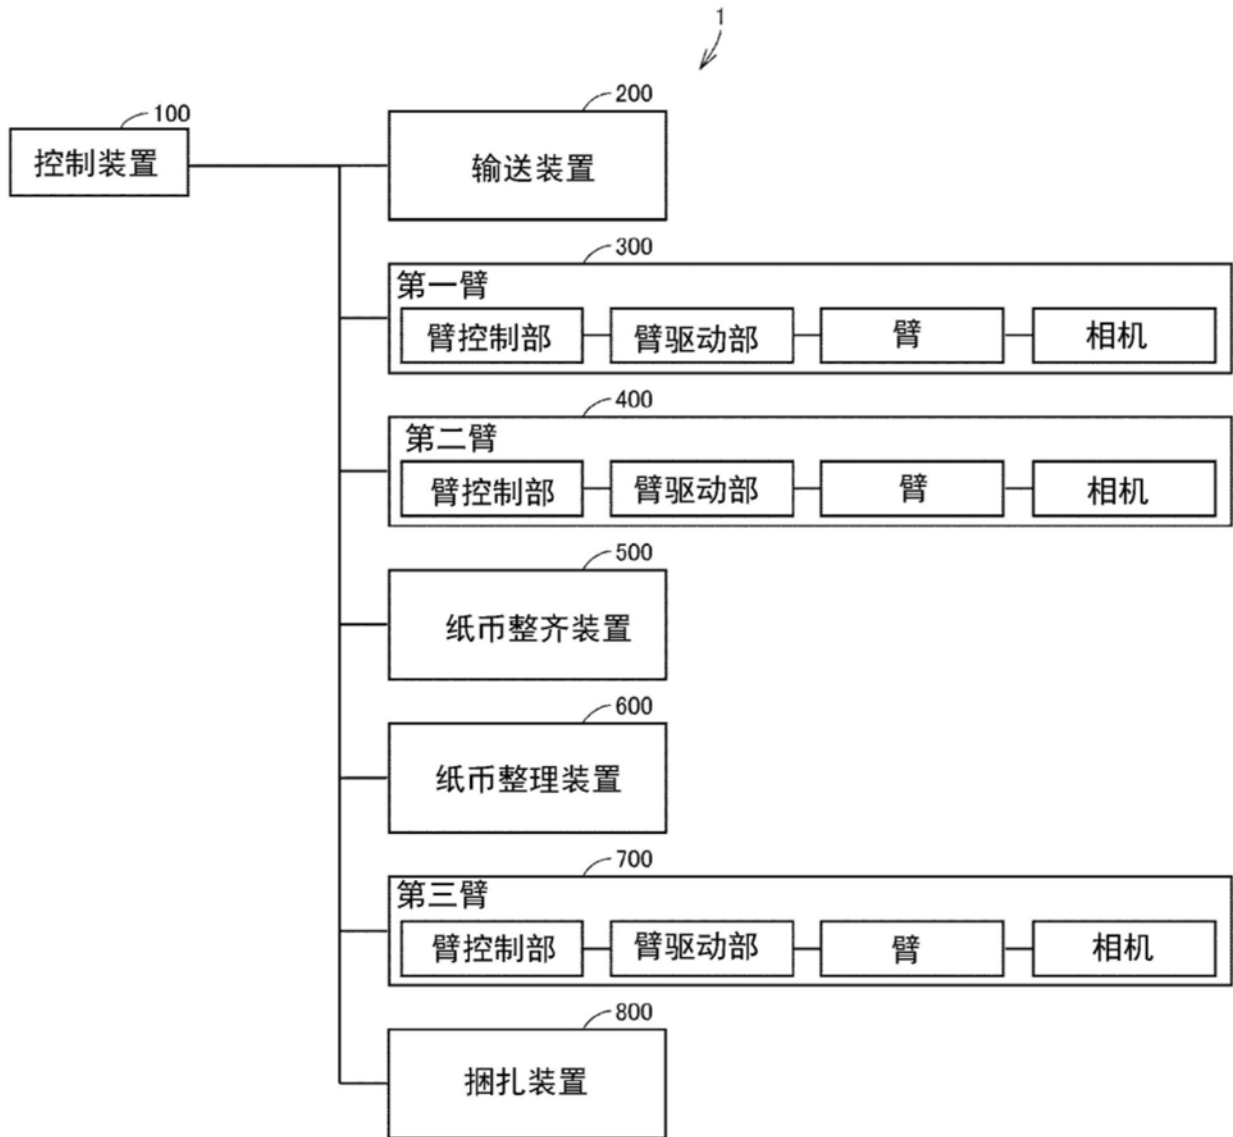 1
100
控制装置
200
输送装置
300
第一臂
臂控制部 臂驱动部 臂 相机
400
第二臂
臂控制部 臂驱动部 臂 相机
500
纸币整齐装置
600
纸币整理装置
700
第三臂
臂控制部 臂驱动部 臂 相机
800
捆扎装置